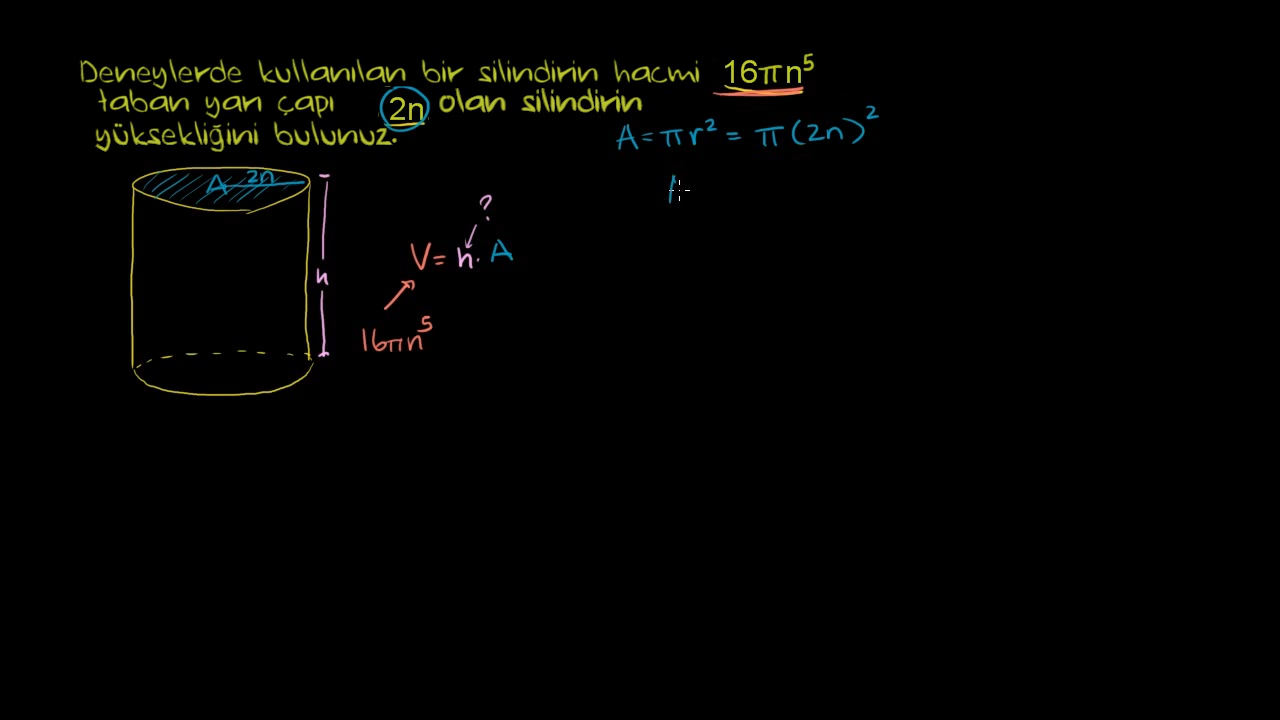 Deneylerde kullanılan bir silindirin hacmi 16πn⁵
taban yarı çapı 2n olan silindirin
yüksekliğini bulunuz.
A = πr² = π(2n)²
A 2n
h
?
V = h · A
16πn⁵